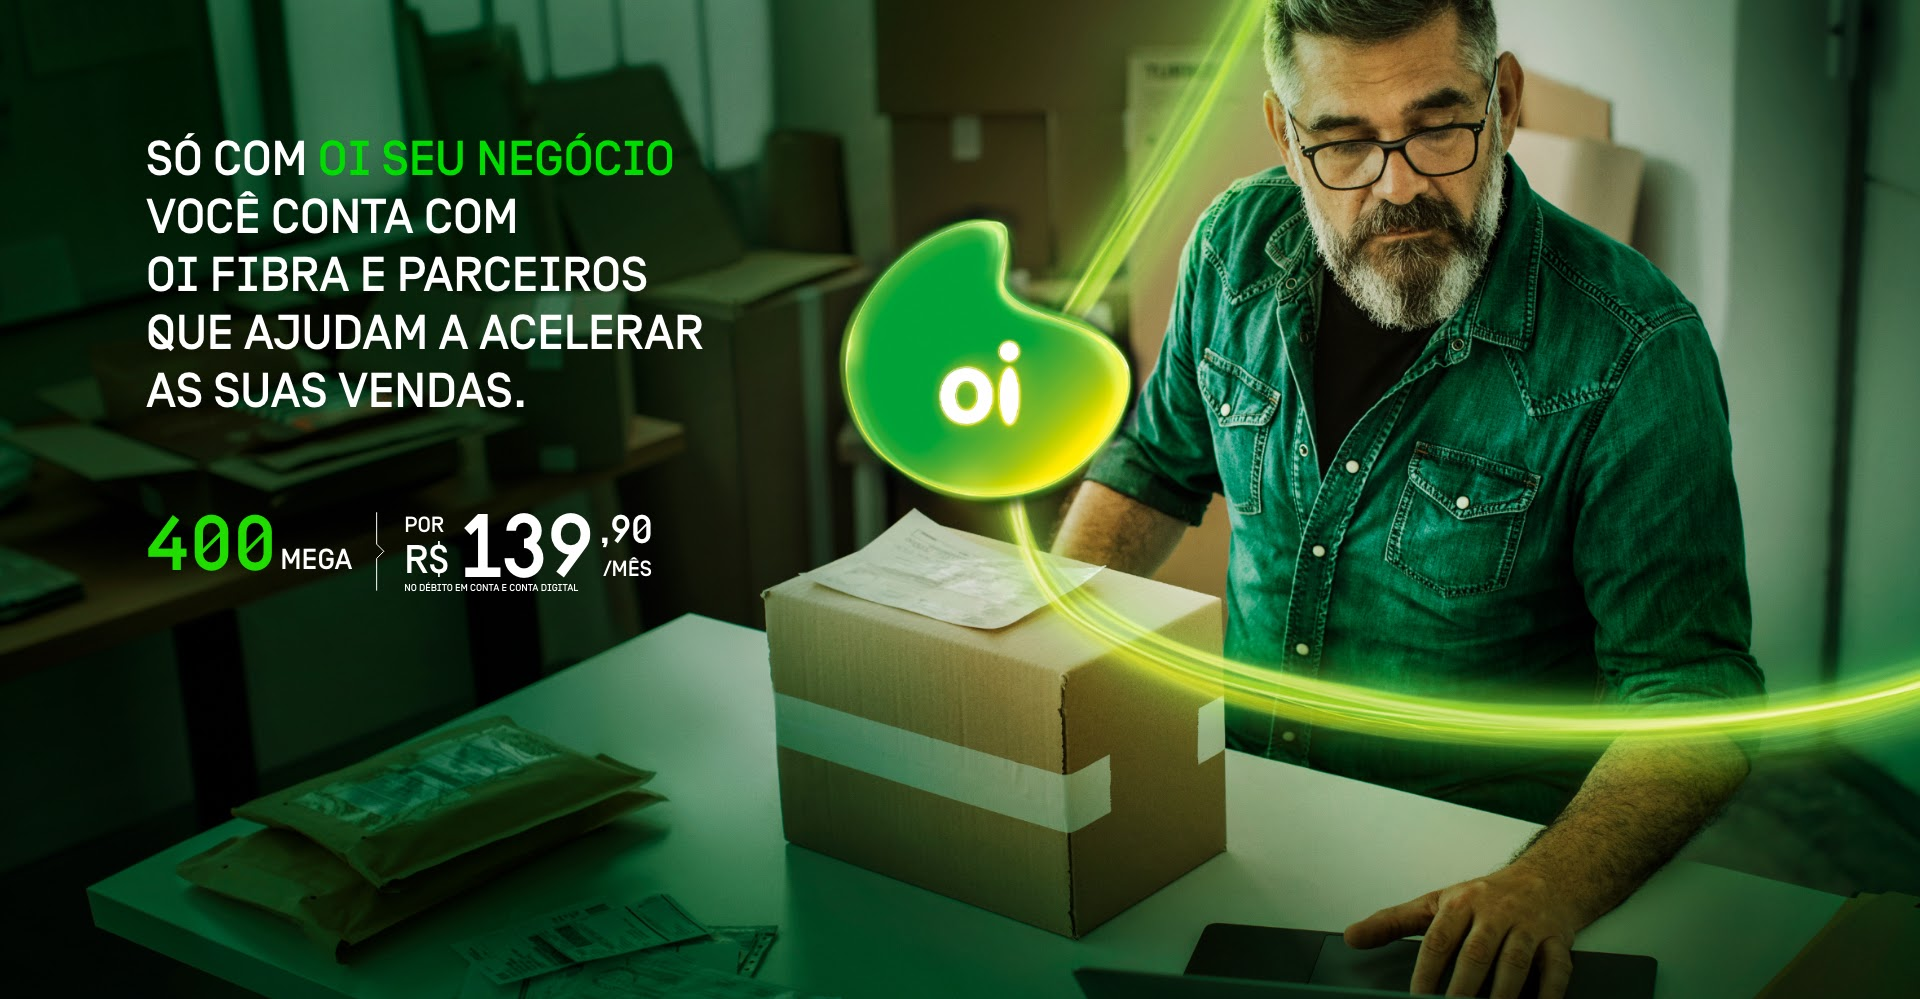 SÓ COM OI SEU NEGÓCIO
VOCÊ CONTA COM
OI FIBRA E PARCEIROS
QUE AJUDAM A ACELERAR
AS SUAS VENDAS.
400 MEGA
POR
R$ 139,90
/MÊS
NO DÉBITO EM CONTA E CONTA DIGITAL
oi